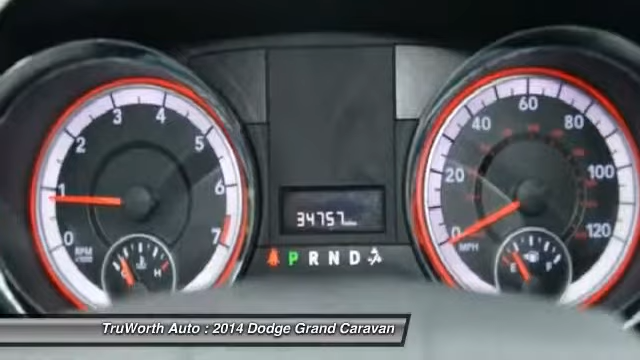 0 1 2 3 4 5 6 7
RPM
H
34757
P R N D
0 20 40 60 80 100 120
MPH
E F
TruWorth Auto : 2014 Dodge Grand Caravan